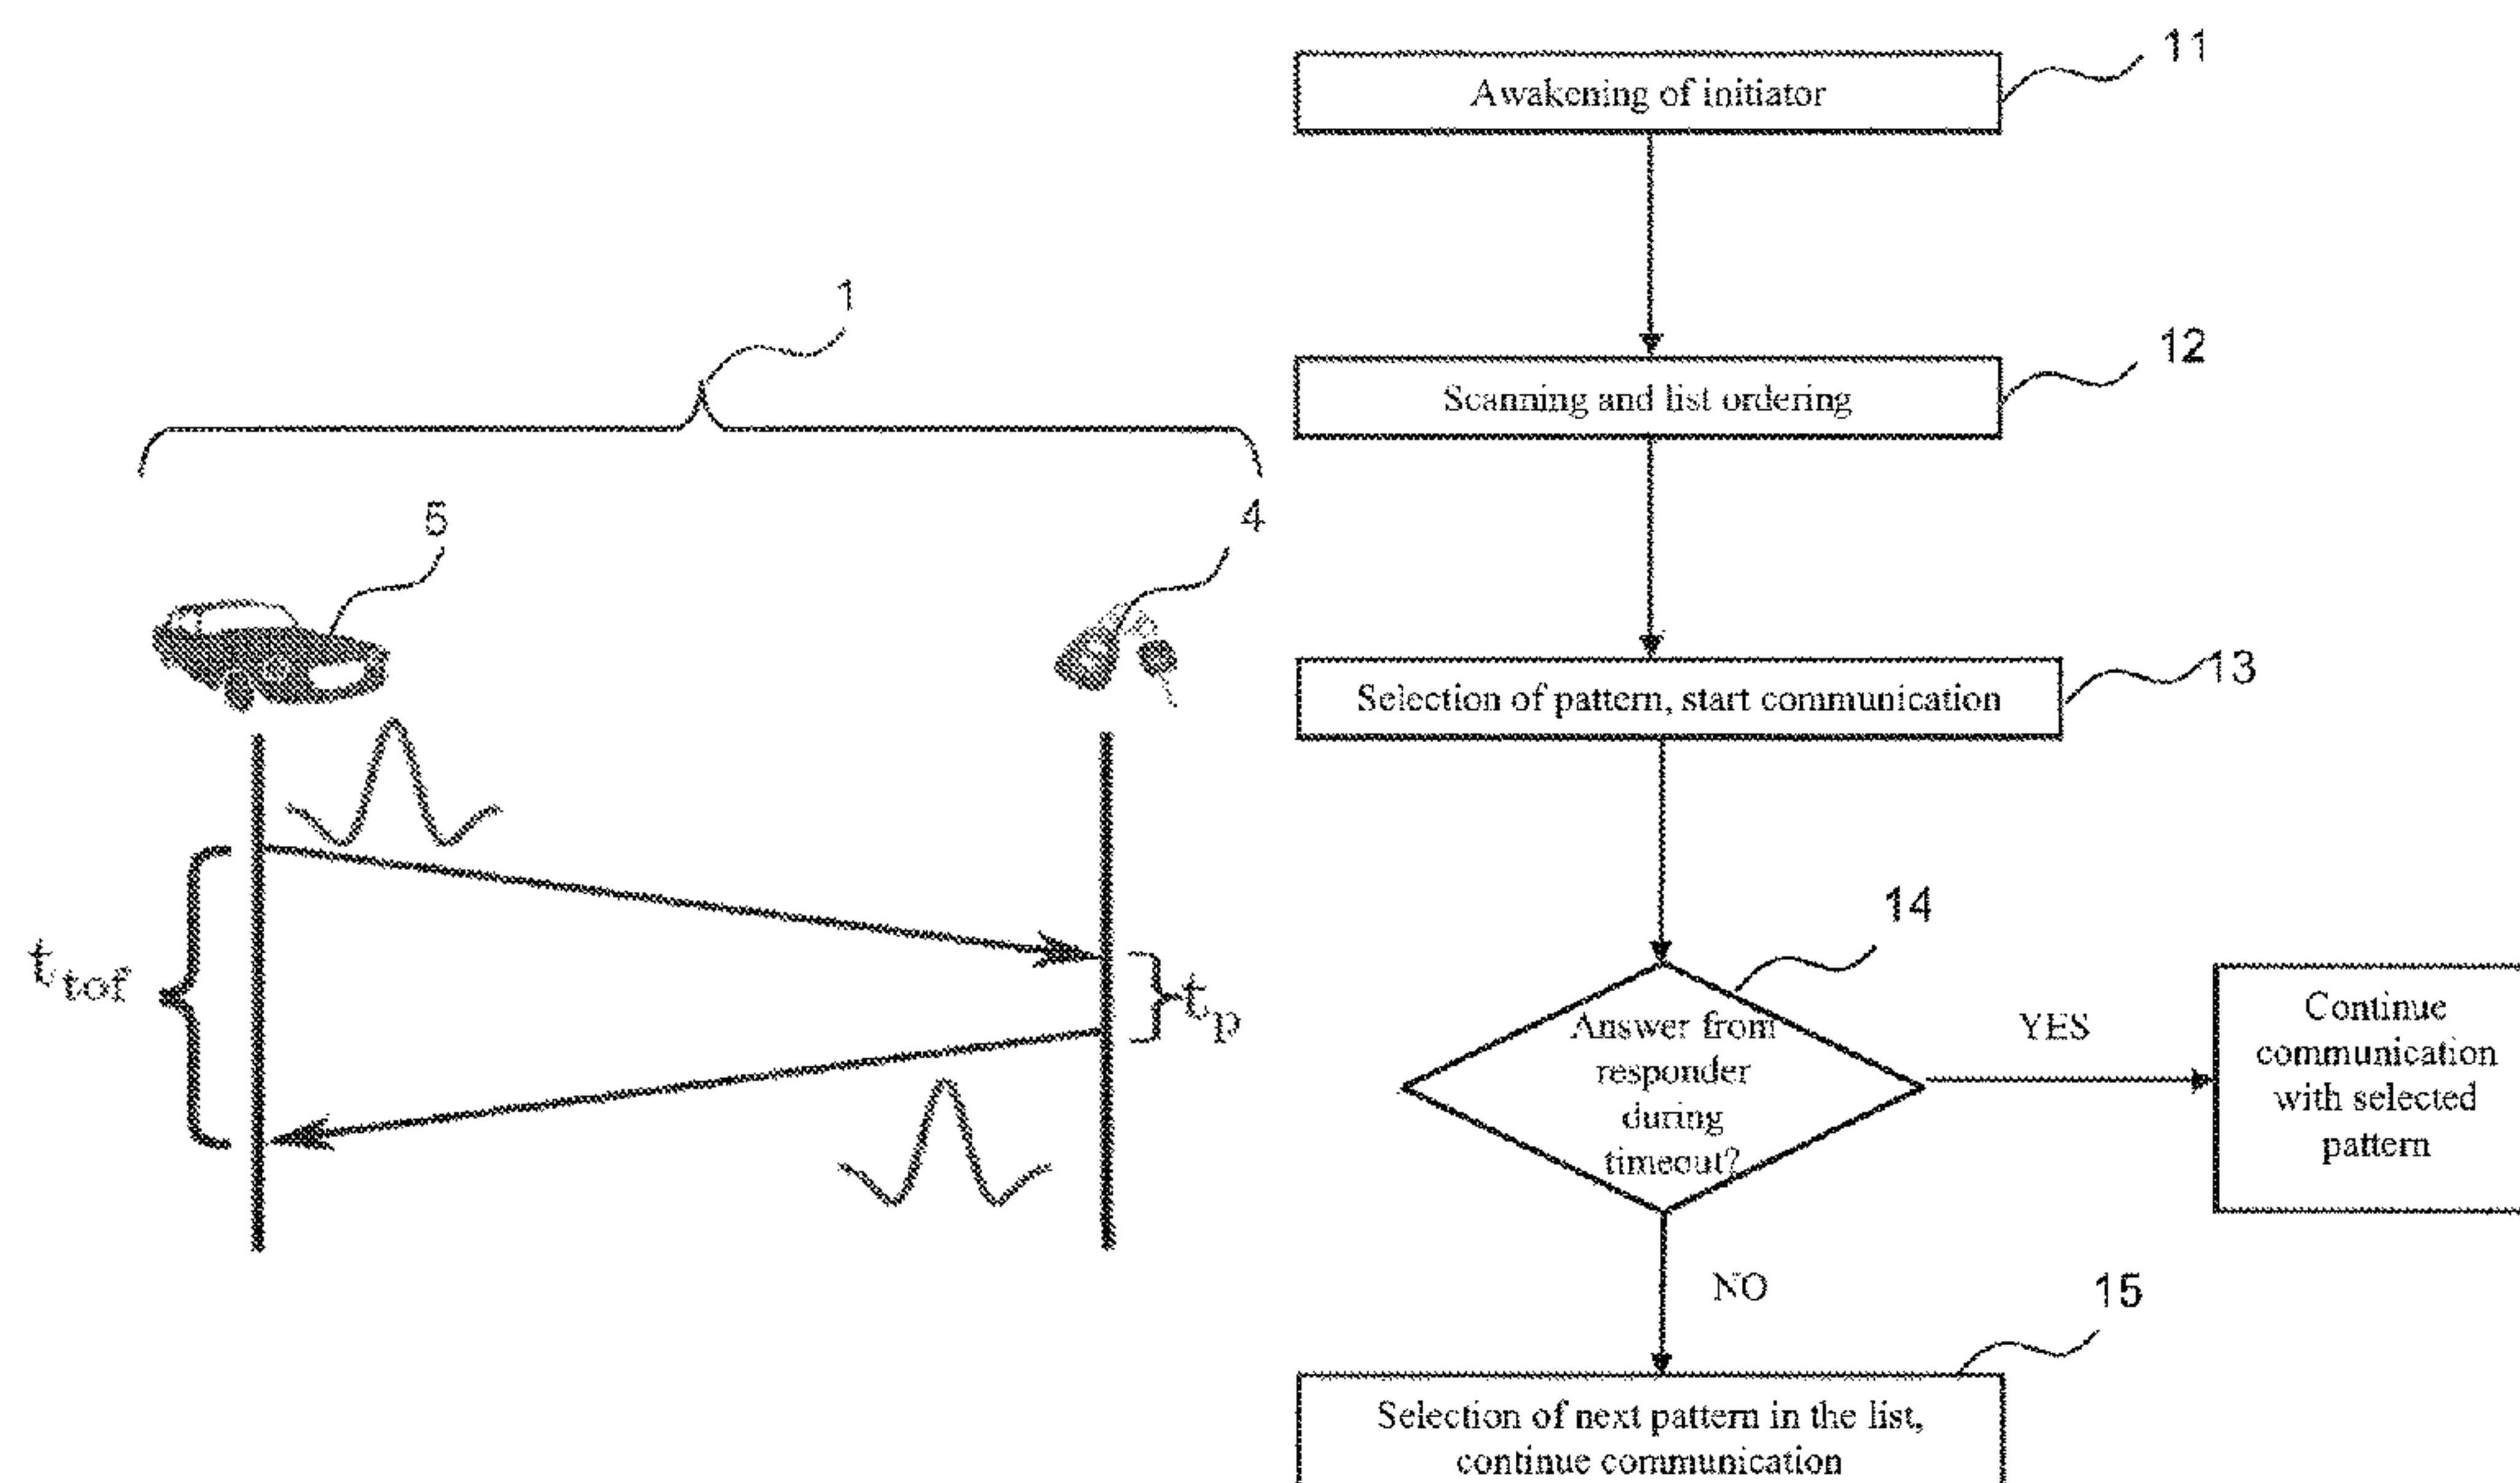 1
5
4
t tof
t p
11
Awakening of initiator
12
Scanning and list ordering
13
Selection of pattern, start communication
14
Answer from
responder
during
timeout?
YES
Continue
communication
with selected
pattern
NO
15
Selection of next pattern in the list,
continue communication